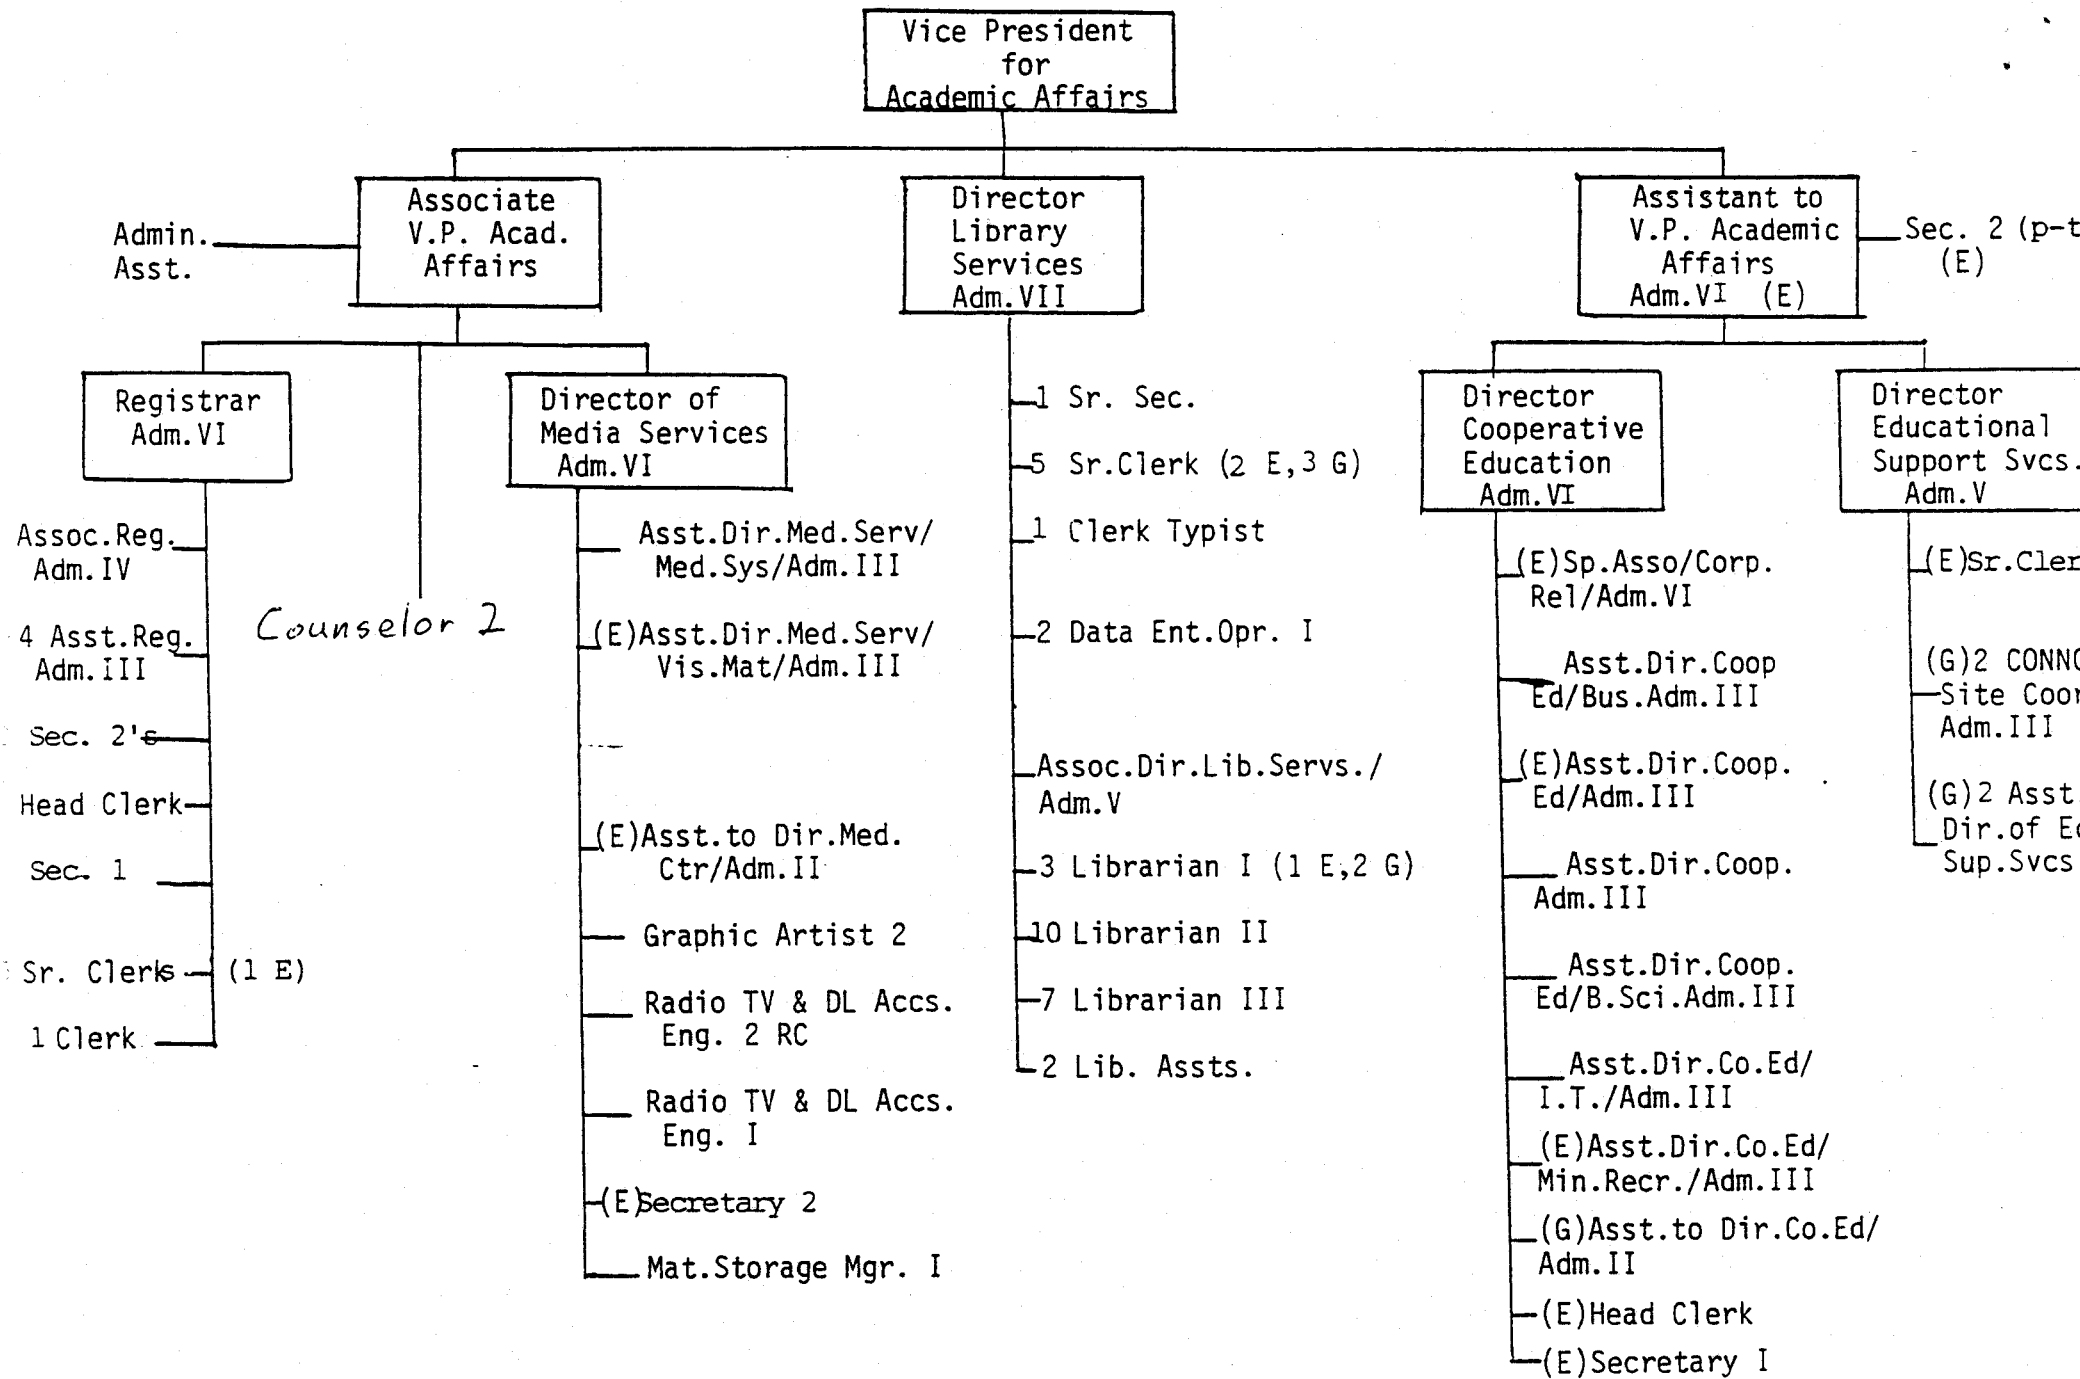 Vice President
for
Academic Affairs
Admin.
Asst.
Associate
V.P. Acad.
Affairs
Director
Library
Services
Adm.VII
Assistant to
V.P. Academic
Affairs
Adm.VI (E)
Sec. 2 (p-t
(E)
Registrar
Adm.VI
Assoc.Reg.
Adm.IV
4 Asst.Reg.
Adm.III
Sec. 2's
Head Clerk
Sec. 1
Sr. Clerks (1 E)
1 Clerk
Counselor 2
Director of
Media Services
Adm.VI
Asst.Dir.Med.Serv/
Med.Sys/Adm.III
(E)Asst.Dir.Med.Serv/
Vis.Mat/Adm.III
(E)Asst.to Dir.Med.
Ctr/Adm.II
Graphic Artist 2
Radio TV & DL Accs.
Eng. 2 RC
Radio TV & DL Accs.
Eng. I
(E)Secretary 2
Mat.Storage Mgr. I
1 Sr. Sec.
5 Sr.Clerk (2 E,3 G)
1 Clerk Typist
2 Data Ent.Opr. I
Assoc.Dir.Lib.Servs./
Adm.V
3 Librarian I (1 E,2 G)
10 Librarian II
7 Librarian III
2 Lib. Assts.
Director
Cooperative
Education
Adm.VI
(E)Sp.Asso/Corp.
Rel/Adm.VI
Asst.Dir.Coop
Ed/Bus.Adm.III
(E)Asst.Dir.Coop.
Ed/Adm.III
Asst.Dir.Coop.
Adm.III
Asst.Dir.Coop.
Ed/B.Sci.Adm.III
Asst.Dir.Co.Ed/
I.T./Adm.III
(E)Asst.Dir.Co.Ed/
Min.Recr./Adm.III
(G)Asst.to Dir.Co.Ed/
Adm.II
(E)Head Clerk
(E)Secretary I
Director
Educational
Support Svcs.
Adm.V
(E)Sr.Cler
(G)2 CONN
Site Coor
Adm.III
(G)2 Asst.
Dir.of E
Sup.Svcs